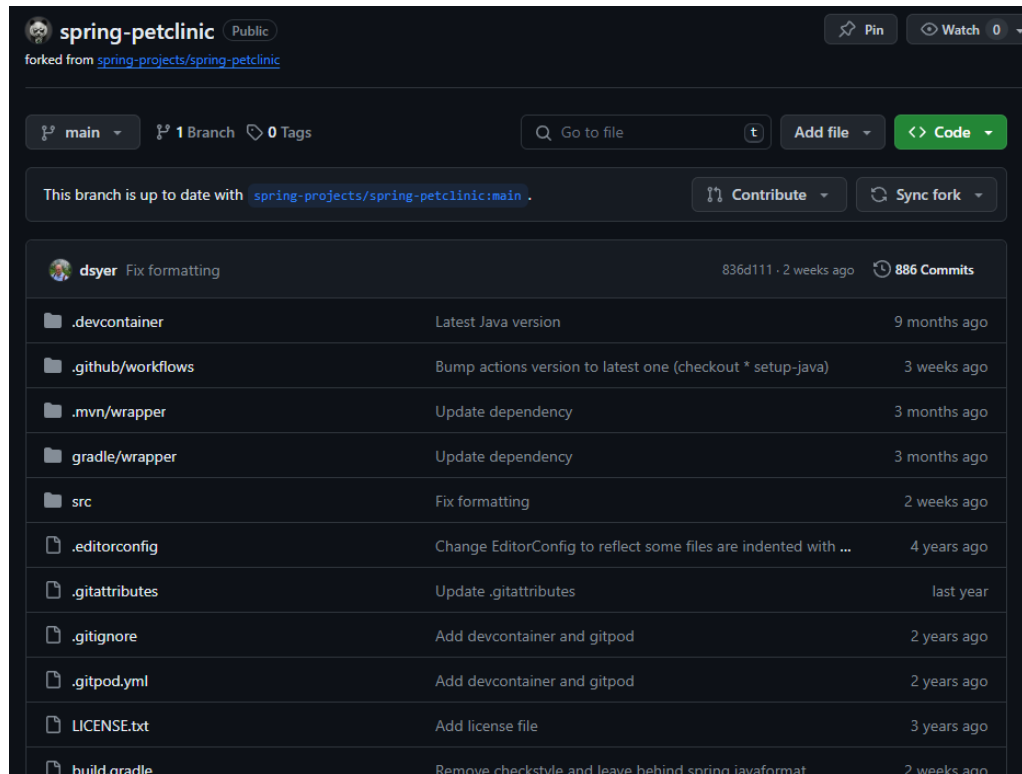 spring-petclinic Public Pin Watch 0
forked from spring-projects/spring-petclinic
main 1 Branch 0 Tags Go to file t Add file Code
This branch is up to date with spring-projects/spring-petclinic:main . Contribute Sync fork
dsyer Fix formatting 836d111 · 2 weeks ago 886 Commits
.devcontainer Latest Java version 9 months ago
.github/workflows Bump actions version to latest one (checkout * setup-java) 3 weeks ago
.mvn/wrapper Update dependency 3 months ago
gradle/wrapper Update dependency 3 months ago
src Fix formatting 2 weeks ago
.editorconfig Change EditorConfig to reflect some files are indented with ... 4 years ago
.gitattributes Update .gitattributes last year
.gitignore Add devcontainer and gitpod 2 years ago
.gitpod.yml Add devcontainer and gitpod 2 years ago
LICENSE.txt Add license file 3 years ago
build.gradle Remove checkstyle and leave behind spring javaformat 2 weeks ago